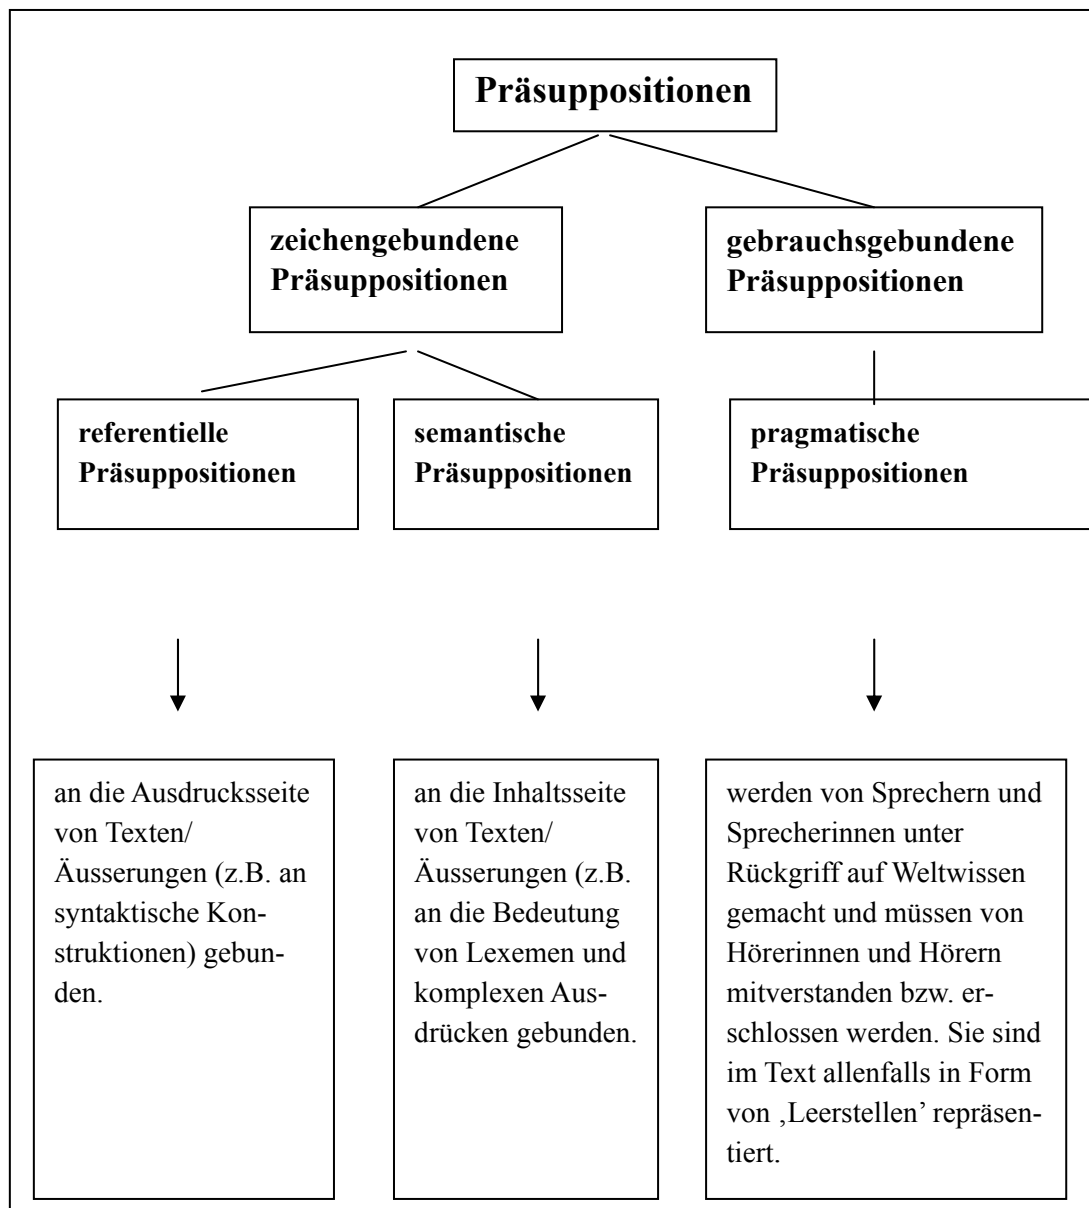 Präsuppositionen
zeichengebundene
Präsuppositionen
gebrauchsgebundene
Präsuppositionen
referentielle
Präsuppositionen
semantische
Präsuppositionen
pragmatische
Präsuppositionen
an die Ausdrucksseite
von Texten/
Äusserungen (z.B. an
syntaktische Kon-
struktionen) gebun-
den.
an die Inhaltsseite
von Texten/
Äusserungen (z.B.
an die Bedeutung
von Lexemen und
komplexen Aus-
drücken gebunden.
werden von Sprechern und
Sprecherinnen unter
Rückgriff auf Weltwissen
gemacht und müssen von
Hörerinnen und Hörern
mitverstanden bzw. er-
schlossen werden. Sie sind
im Text allenfalls in Form
von ‚Leerstellen’ repräsen-
tiert.